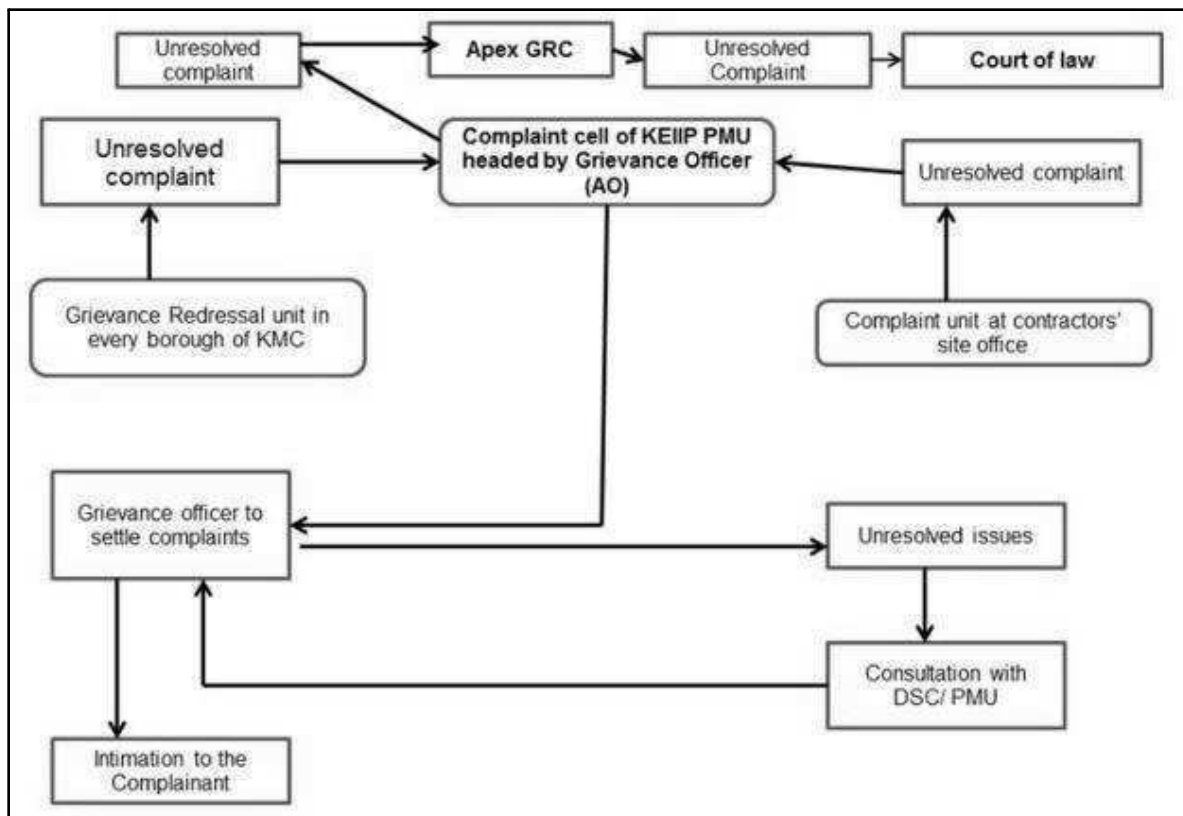 Unresolved
complaint
Apex GRC
Unresolved
Complaint
Court of law
Unresolved
complaint
Complaint cell of KEIIP PMU
headed by Grievance Officer
(AO)
Unresolved complaint
Grievance Redressal unit in
every borough of KMC
Complaint unit at contractors'
site office
Grievance officer to
settle complaints
Unresolved issues
Consultation with
DSC/ PMU
Intimation to the
Complainant